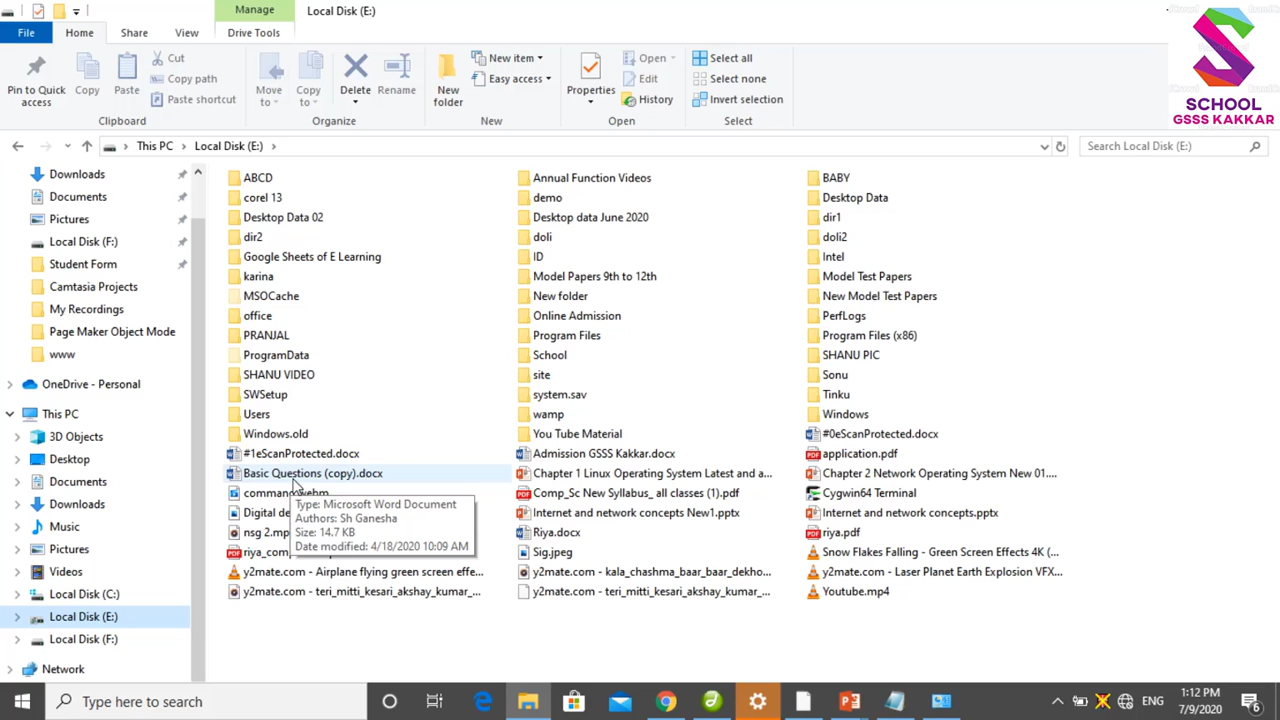 Manage
Local Disk (E:)
File
Home
Share
View
Drive Tools
Pin to Quick access
Copy
Paste
Cut
Copy path
Paste shortcut
Clipboard
Move to
Copy to
Delete
Rename
Organize
New folder
New item
Easy access
New
Properties
Open
Edit
History
Open
Select all
Select none
Invert selection
Select
SCHOOL
GSSS KAKKAR
This PC
Local Disk (E:)
Search Local Disk (E:)
Downloads
Documents
Pictures
Local Disk (F:)
Student Form
Camtasia Projects
My Recordings
Page Maker Object Mode
www
OneDrive - Personal
This PC
3D Objects
Desktop
Documents
Downloads
Music
Pictures
Videos
Local Disk (C:)
Local Disk (E:)
Local Disk (F:)
Network
ABCD
Annual Function Videos
BABY
corel 13
demo
Desktop Data
Desktop Data 02
Desktop data June 2020
dir1
dir2
doli
doli2
Google Sheets of E Learning
ID
Intel
karina
Model Papers 9th to 12th
Model Test Papers
MSOCache
New folder
New Model Test Papers
office
Online Admission
PerfLogs
PRANJAL
Program Files
Program Files (x86)
ProgramData
School
SHANU PIC
SHANU VIDEO
site
Sonu
SWSetup
system.sav
Tinku
Users
wamp
Windows
Windows.old
You Tube Material
#0eScanProtected.docx
#1eScanProtected.docx
Admission GSSS Kakkar.docx
application.pdf
Basic Questions (copy).docx
Chapter 1 Linux Operating System Latest and a...
Chapter 2 Network Operating System New 01....
Comp_Sc New Syllabus_ all classes (1).pdf
Cygwin64 Terminal
Digital de
Internet and network concepts New1.pptx
Internet and network concepts.pptx
nsg 2.mp
Riya.docx
riya.pdf
riya_com
Sig.jpeg
Snow Flakes Falling - Green Screen Effects 4K (...
y2mate.com - Airplane flying green screen effe...
y2mate.com - kala_chashma_baar_baar_dekho...
y2mate.com - Laser Planet Earth Explosion VFX...
y2mate.com - teri_mitti_kesari_akshay_kumar_...
y2mate.com - teri_mitti_kesari_akshay_kumar_...
Youtube.mp4
Type: Microsoft Word Document
Authors: Sh Ganesha
Size: 14.7 KB
Date modified: 4/18/2020 10:09 AM
Type here to search
ENG
1:12 PM
7/9/2020
6